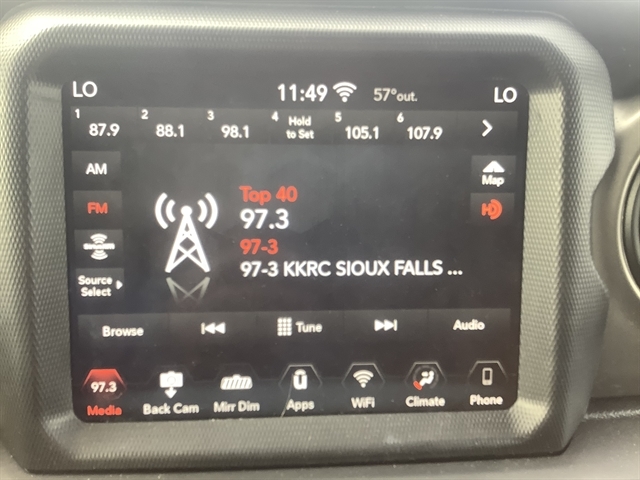 LO 11:49 57° out. LO
1 87.9 2 88.1 3 98.1 4 Hold to Set 5 105.1 6 107.9
AM
Map
FM
HD
Top 40
97.3
97-3
97-3 KKRC SIOUX FALLS ...
Source
Select
Browse Tune Audio
97.3
Media Back Cam Mirr Dim Apps WiFi Climate Phone